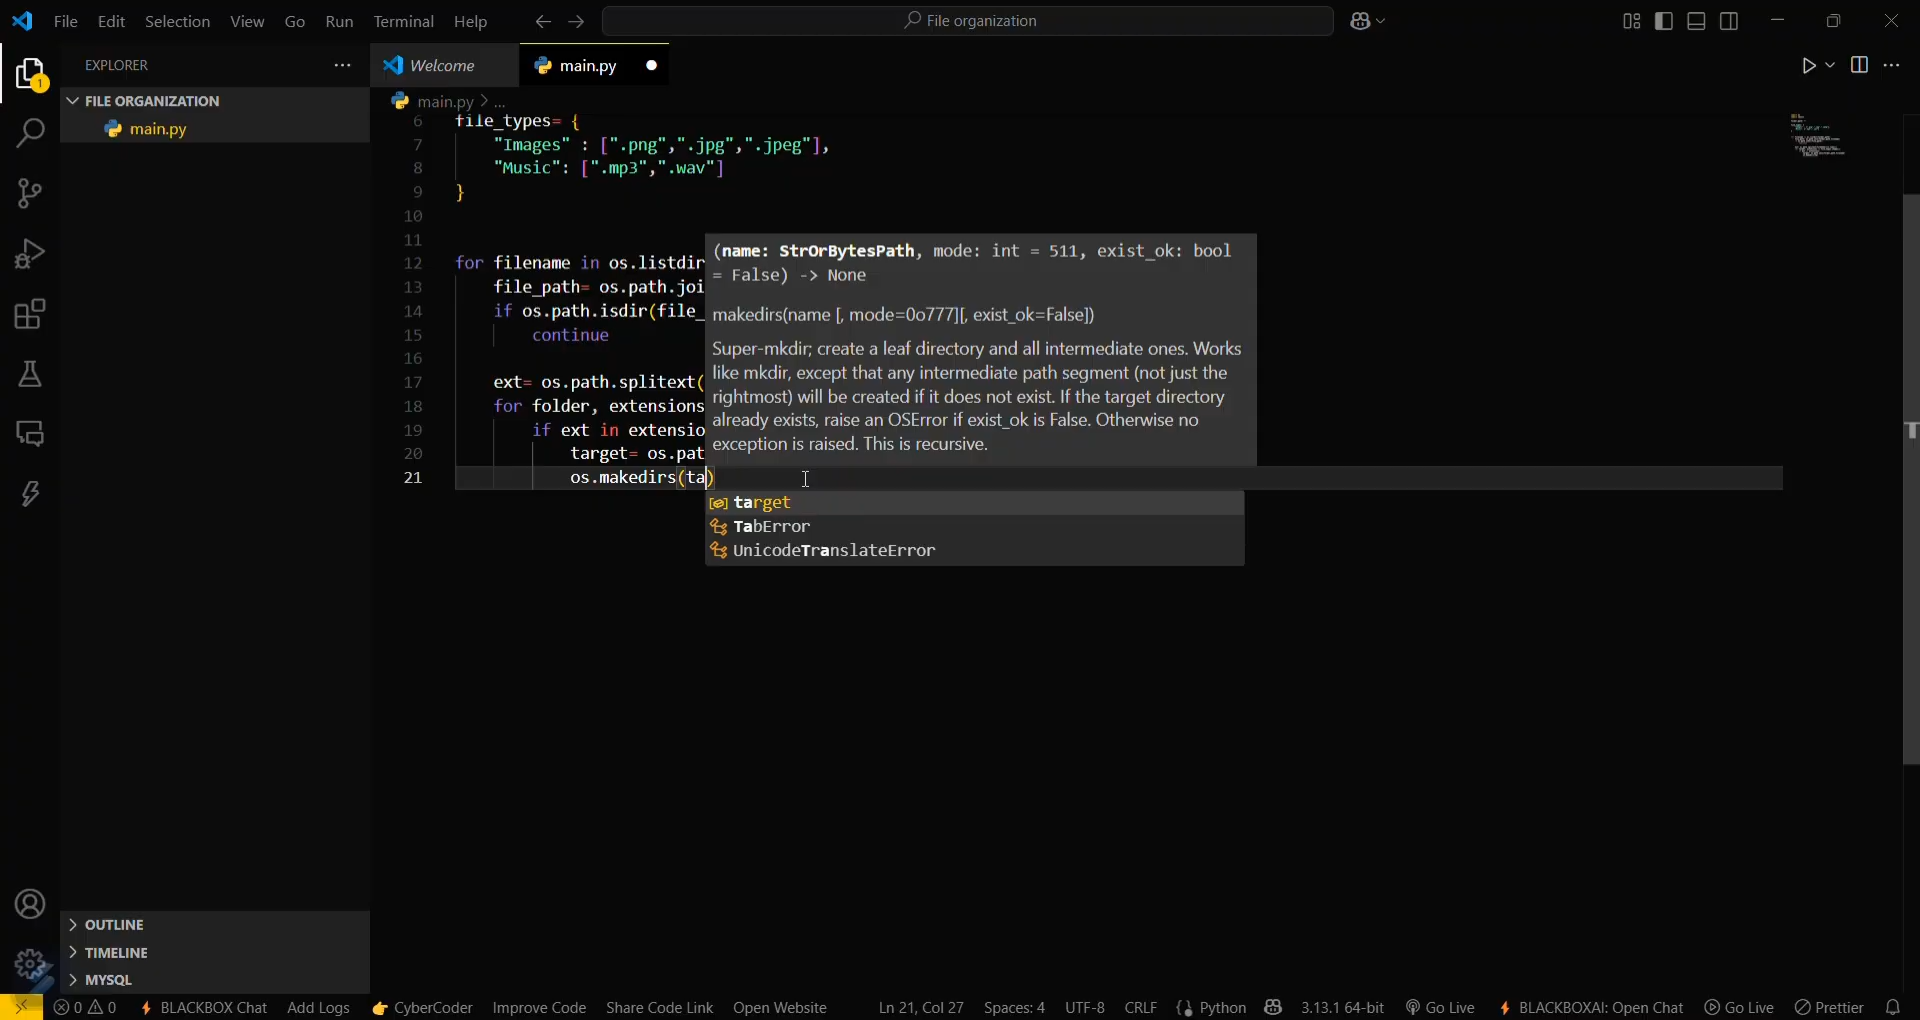 File Edit Selection View Go Run Terminal Help
File organization
EXPLORER
Welcome
main.py
1
FILE ORGANIZATION
main.py
main.py > ...
6 file_types= {
7 "Images" : [".png",".jpg",".jpeg"],
8 "Music": [".mp3",".wav"]
9 }
10
11
12 for filename in os.listdir
13 file_path= os.path.joi
14 if os.path.isdir(file_
15 continue
16
17 ext= os.path.splitext(
18 for folder, extensions
19 if ext in extensio
20 target= os.pat
21 os.makedirs(ta)
(name: StrOrBytesPath, mode: int = 511, exist_ok: bool
= False) -> None
makedirs(name [, mode=0o777][, exist_ok=False])
Super-mkdir; create a leaf directory and all intermediate ones. Works
like mkdir, except that any intermediate path segment (not just the
rightmost) will be created if it does not exist. If the target directory
already exists, raise an OSError if exist_ok is False. Otherwise no
exception is raised. This is recursive.
target
TabError
UnicodeTranslateError
OUTLINE
TIMELINE
MYSQL
0 0 BLACKBOX Chat Add Logs CyberCoder Improve Code Share Code Link Open Website Ln 21, Col 27 Spaces: 4 UTF-8 CRLF {} Python 3.13.1 64-bit Go Live BLACKBOXAI: Open Chat Go Live Prettier